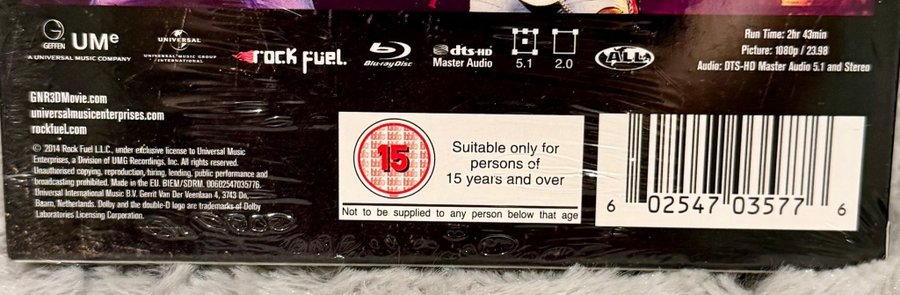 GEFFEN
UMe
A UNIVERSAL MUSIC COMPANY
UNIVERSAL
UNIVERSAL MUSIC GROUP
INTERNATIONAL
rock fuel.
Blu-ray Disc
dts-HD
Master Audio
5.1
2.0
ALL
Run Time: 2hr 43min
Picture: 1080p / 23.98
Audio: DTS-HD Master Audio 5.1 and Stereo
GNR3DMovie.com
universalmusicenterprises.com
rockfuel.com
© 2014 Rock Fuel L.L.C., under exclusive license to Universal Music
Enterprises, a Division of UMG Recordings, Inc. All rights reserved.
Unauthorised copying, reproduction, hiring, lending, public performance and
broadcasting prohibited. Made in the EU. BIEM/SDRM. 00602547035776.
Universal International Music B.V. Gerrit Van Der Veenlaan 4, 3743 Dn,
Baarn, Netherlands. Dolby and the double-D logo are trademarks of Dolby
Laboratories Licensing Corporation.
15
Suitable only for
persons of
15 years and over
Not to be supplied to any person below that age
6 02547 03577 6